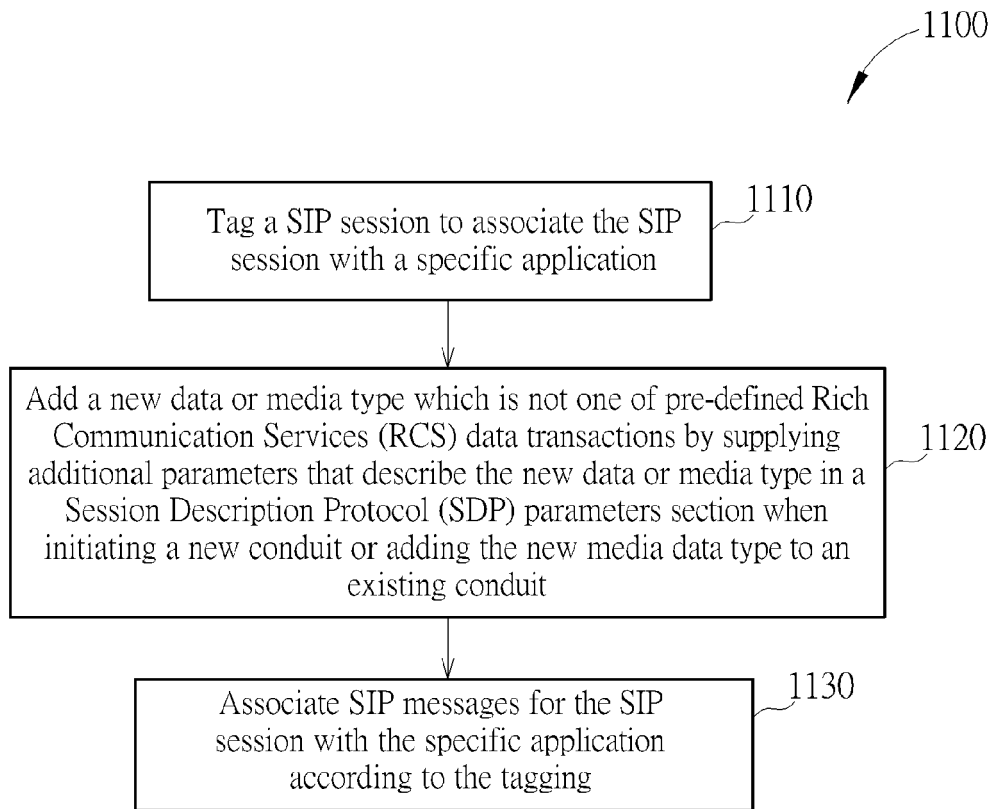 1100
1110
Tag a SIP session to associate the SIP
session with a specific application
1120
Add a new data or media type which is not one of pre-defined Rich
Communication Services (RCS) data transactions by supplying
additional parameters that describe the new data or media type in a
Session Description Protocol (SDP) parameters section when
initiating a new conduit or adding the new media data type to an
existing conduit
1130
Associate SIP messages for the SIP
session with the specific application
according to the tagging